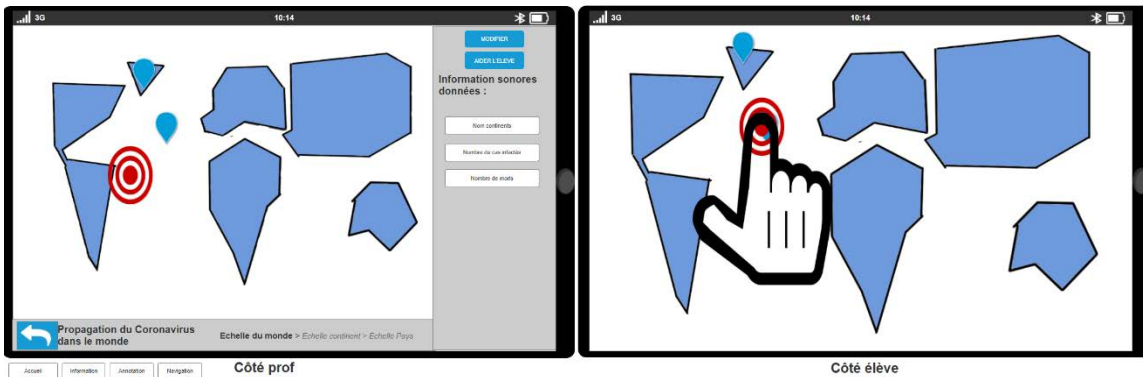 3G
10:14
MODIFIER
AIDER L'ELEVE
Information sonores
données :
Nom continents
Nombre de cas infectés
Nombre de morts
Propagation du Coronavirus
dans le monde
Echelle du monde > Echelle continent > Echelle Pays
Accueil
Information
Annotation
Navigation
Côté prof
3G
10:14
Côté élève